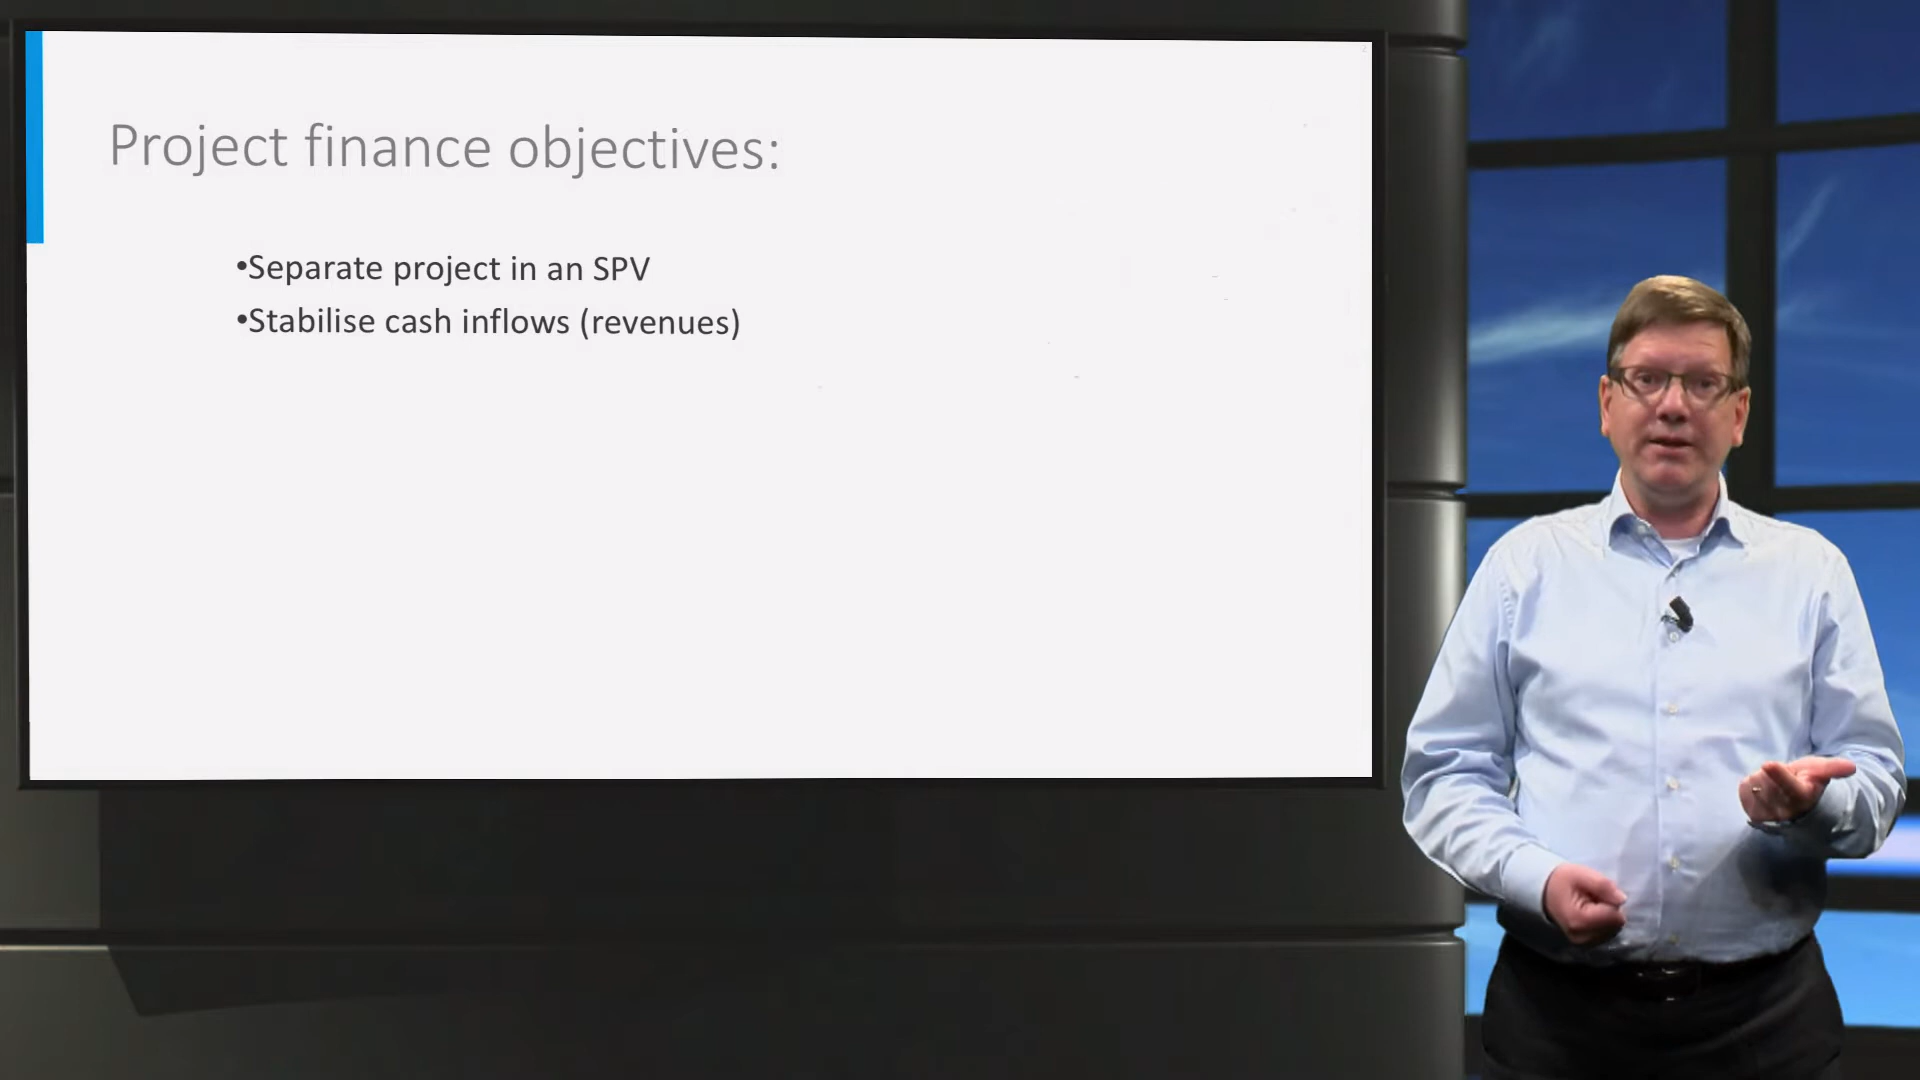 Project finance objectives:
•Separate project in an SPV
•Stabilise cash inflows (revenues)